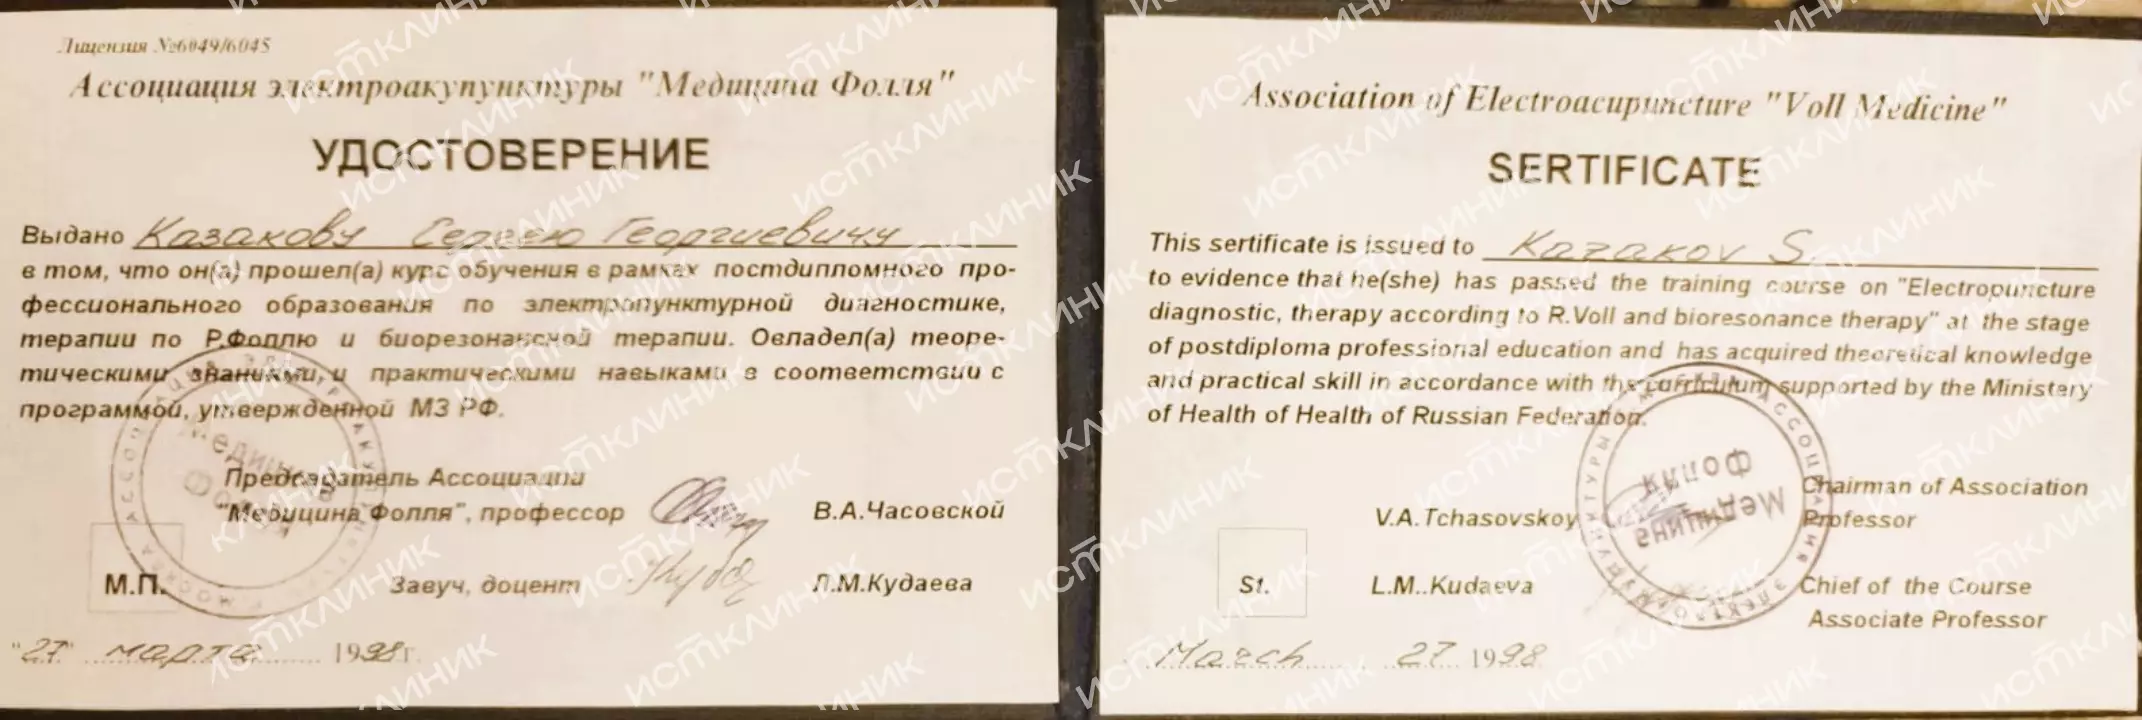 Лицензия №6049/6045
Ассоциация электроакупунктуры "Медицина Фолля"
УДОСТОВЕРЕНИЕ
Выдано Казакову Сергею Георгиевичу
в том, что он(а) прошел(а) курс обучения в рамках постдипломного про-
фессионального образования по электропунктурной диагностике,
терапии по Р.Фоллю и биорезонансной терапии. Овладел(а) теоре-
тическими знаниями и практическими навыками в соответствии с
программой, утвержденной МЗ РФ.
Председатель Ассоциации
"Медицина Фолля", профессор В.А.Часовской
М.П. Завуч, доцент Л.М.Кудаева
"27" марта 1998г.
Association of Electroacupuncture "Voll Medicine"
SERTIFICATE
This sertificate is issued to Kazakov S.
to evidence that he(she) has passed the training course on "Electropuncture
diagnostic, therapy according to R.Voll and bioresonance therapy" at the stage
of postdiploma professional education and has acquired theoretical knowledge
and practical skill in accordance with the curriculum supported by the Ministery
of Health of Health of Russian Federation.
Chairman of Association
V.A.Tchasovskoy Professor
St. L.M..Kudaeva Chief of the Course
Associate Professor
March 27 1998
Медицина
Фолля
ИСТКЛИНИК